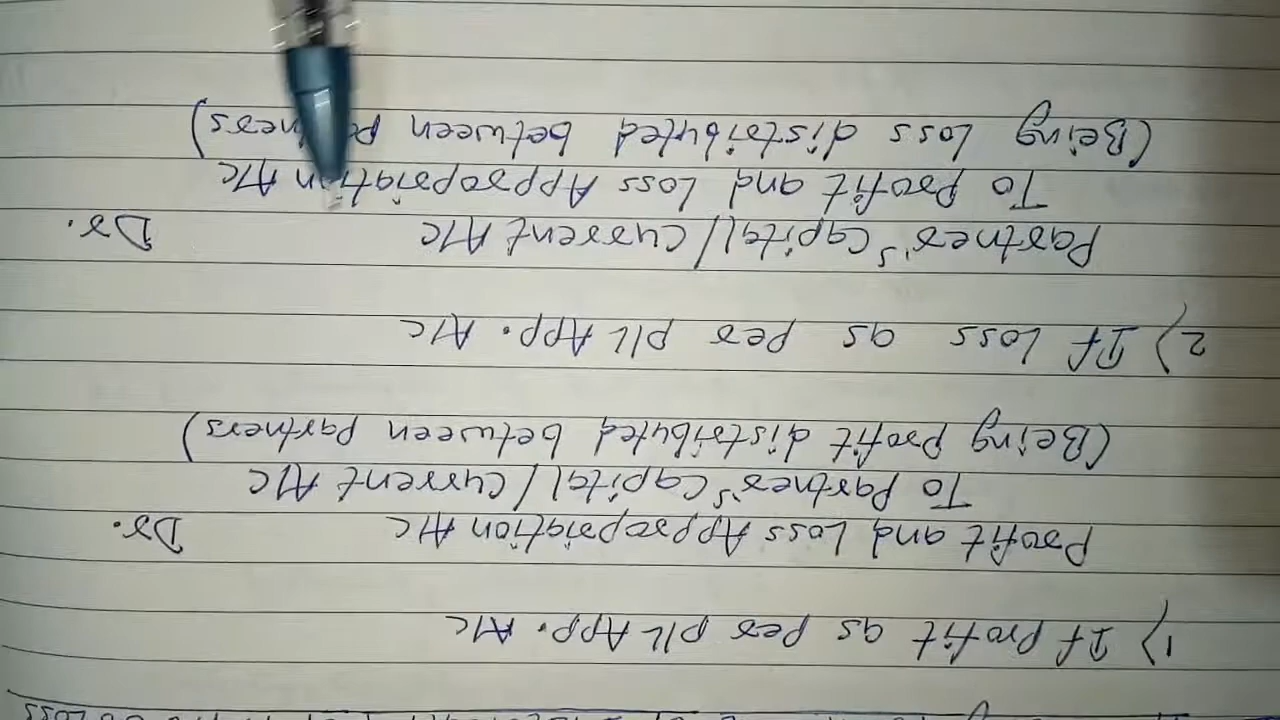 1) If Profit as per P/L App. A/c
Profit and Loss Appropriation A/c Dr.
To Partner's Capital/Current A/c
(Being Profit distributed between Partners)
2) If Loss as per P/L App. A/c
Partner's Capital/Current A/c Dr.
To Profit and Loss Appropriation A/c
(Being Loss distributed between Partners)